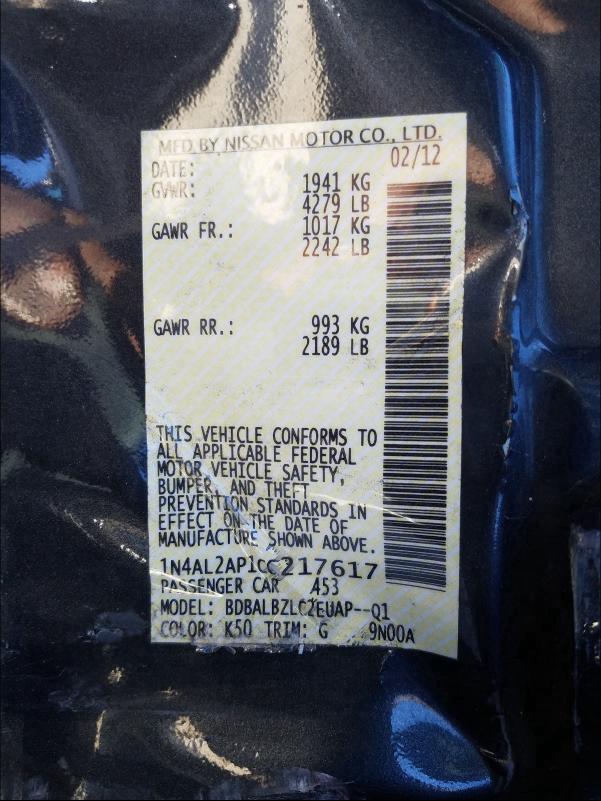 MFD BY NISSAN MOTOR CO., LTD.
DATE: 02/12
GVWR: 1941 KG
4279 LB
GAWR FR.: 1017 KG
2242 LB
GAWR RR.: 993 KG
2189 LB
THIS VEHICLE CONFORMS TO
ALL APPLICABLE FEDERAL
MOTOR VEHICLE SAFETY,
BUMPER, AND THEFT
PREVENTION STANDARDS IN
EFFECT ON THE DATE OF
MANUFACTURE SHOWN ABOVE.
1N4AL2AP1CC217617
PASSENGER CAR 453
MODEL: BDBALBZLC2EUAP--Q1
COLOR: K50 TRIM: G 9N00A